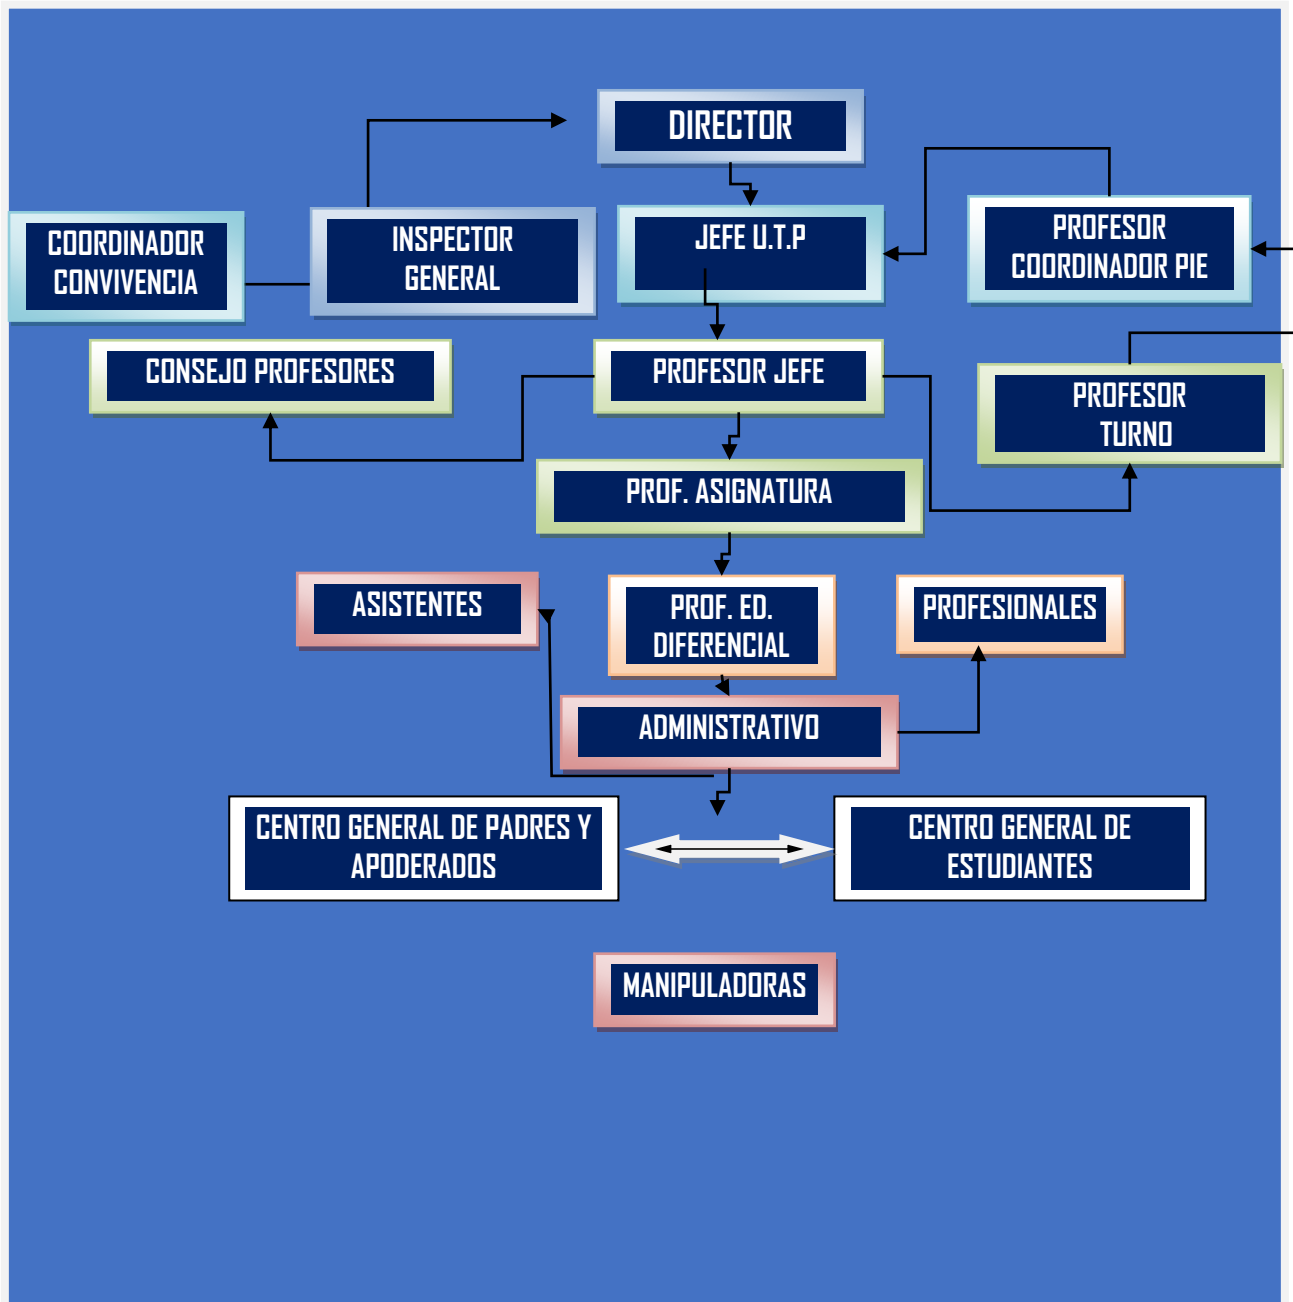 DIRECTOR
COORDINADOR
CONVIVENCIA
INSPECTOR
GENERAL
JEFE U.T.P
PROFESOR
COORDINADOR PIE
CONSEJO PROFESORES
PROFESOR JEFE
PROFESOR
TURNO
PROF. ASIGNATURA
ASISTENTES
PROF. ED.
DIFERENCIAL
PROFESIONALES
ADMINISTRATIVO
CENTRO GENERAL DE PADRES Y
APODERADOS
CENTRO GENERAL DE
ESTUDIANTES
MANIPULADORAS